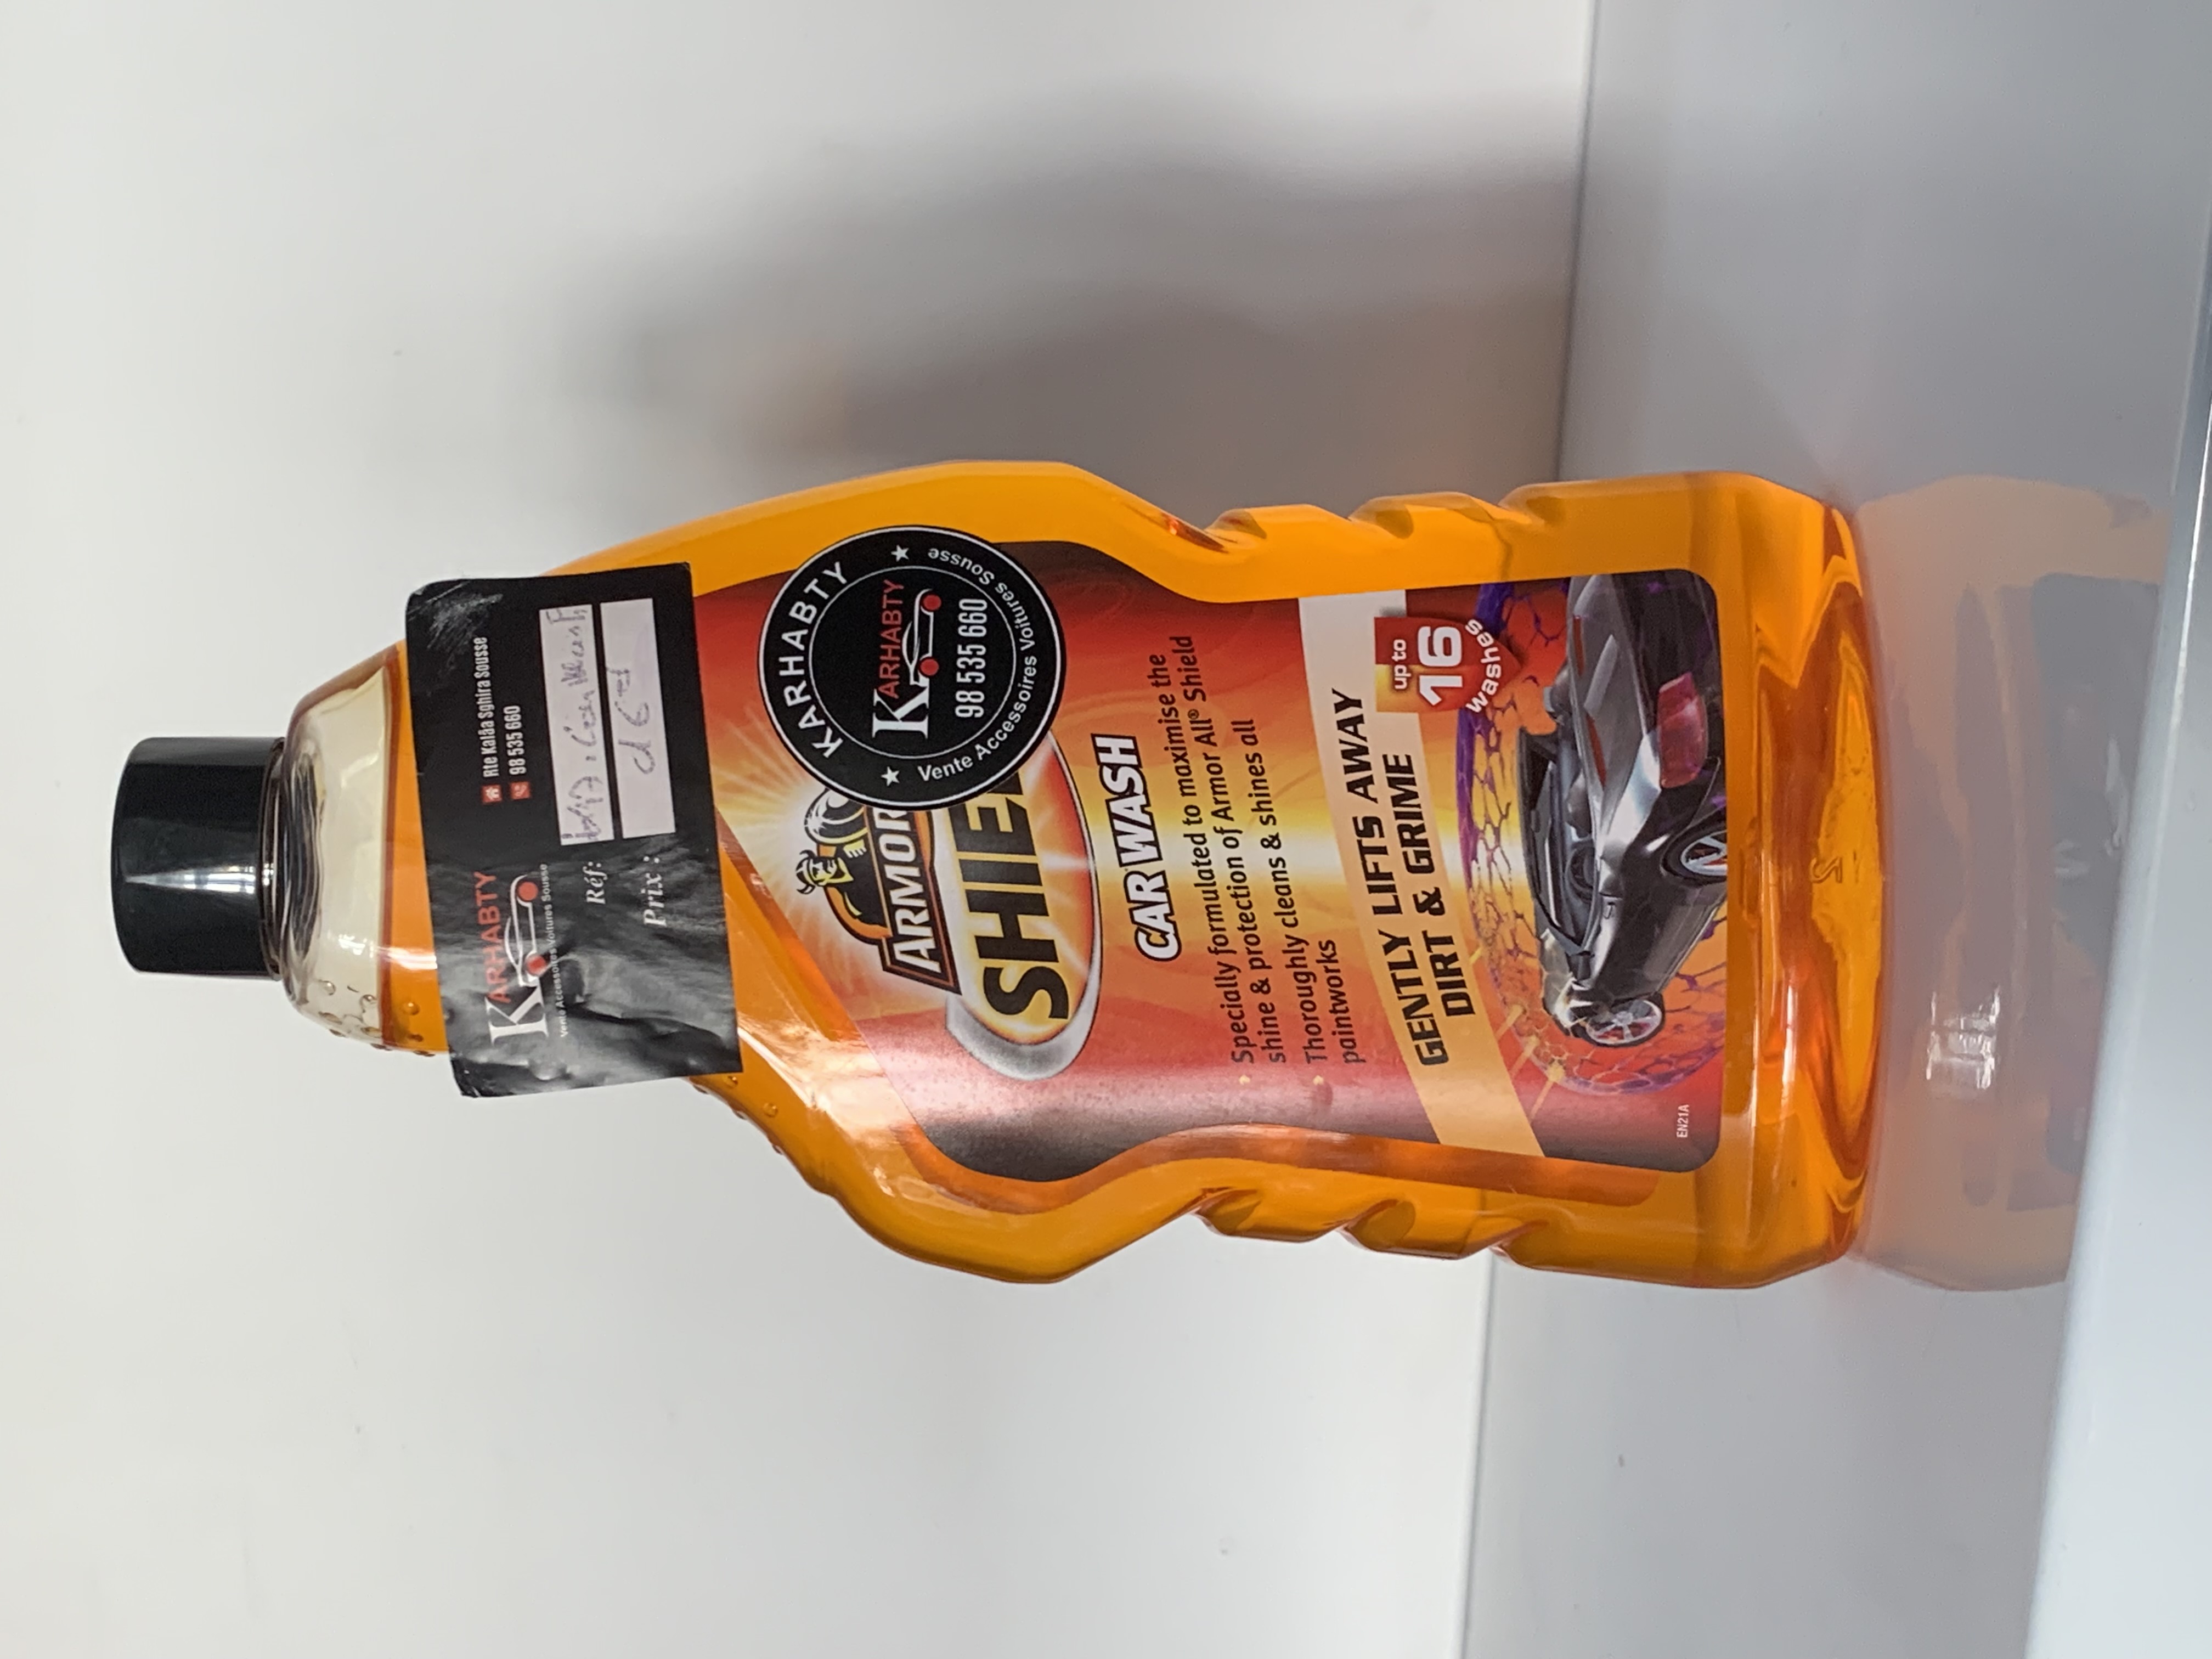 KARHABTY
Vente Accessoires Voitures Sousse
Rte Kalâa Sghira Sousse
98 535 660
Réf:
Prix :
ARMOR
SHIE
KARHABTY
KARHABTY
98 535 660
Vente Accessoires Voitures Sousse
CAR WASH
Specially formulated to maximise the
shine & protection of Armor All® Shield
Thoroughly cleans & shines all
paintworks
GENTLY LIFTS AWAY
DIRT & GRIME
up to
16
washes
EN21A
2